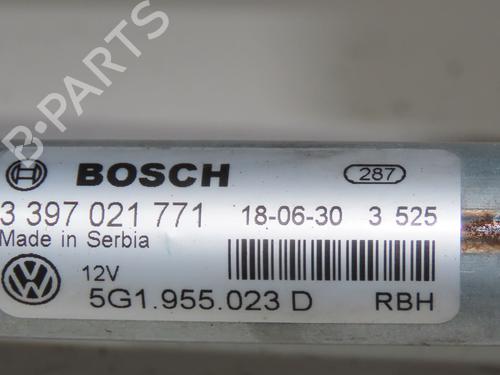 B-PARTS
BOSCH 287
3 397 021 771 18-06-30 3 525
Made in Serbia
12V
5G1.955.023 D RBH